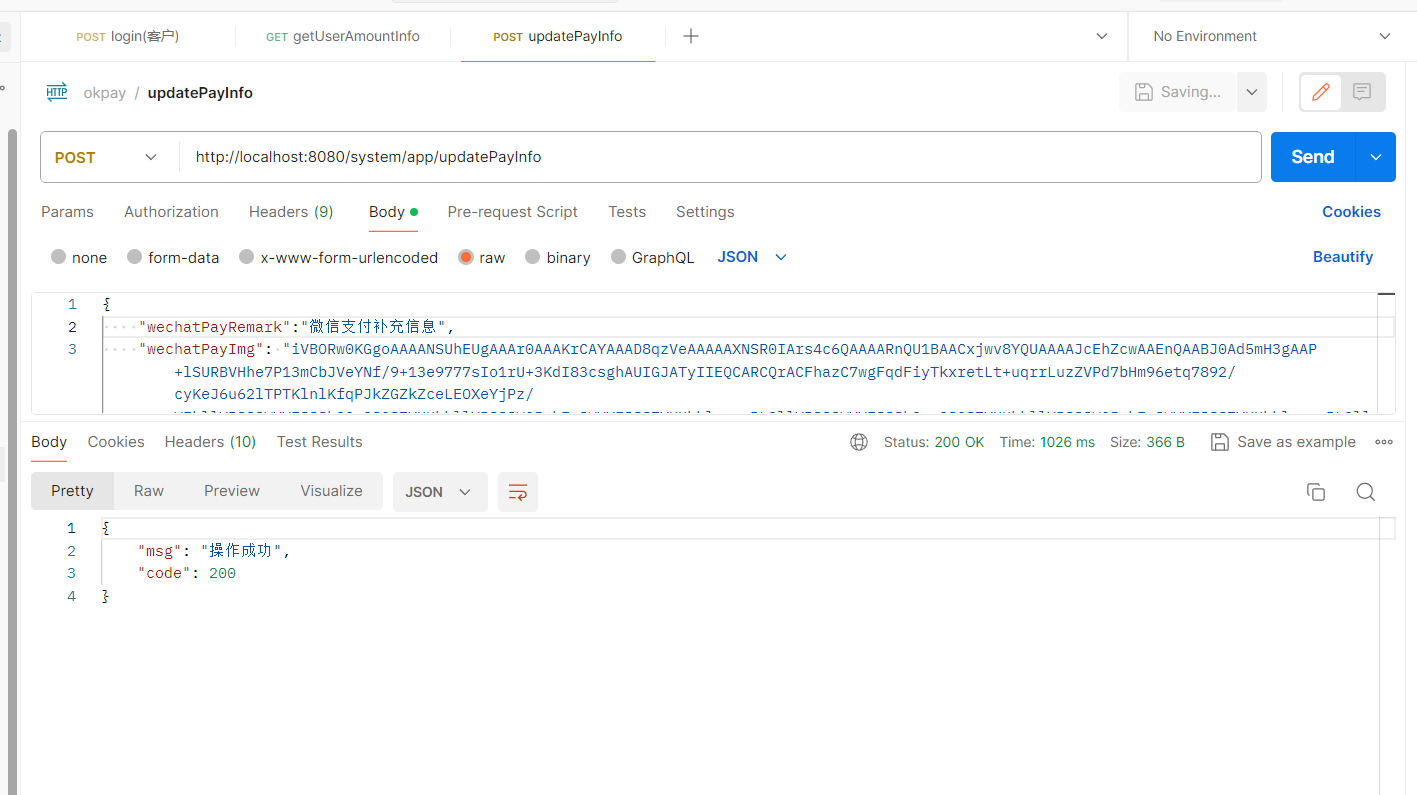 POST login(客户)
GET getUserAmountInfo
POST updatePayInfo
No Environment
HTTP okpay / updatePayInfo
Saving...
POST
http://localhost:8080/system/app/updatePayInfo
Send
Params Authorization Headers (9) Body Pre-request Script Tests Settings Cookies
none form-data x-www-form-urlencoded raw binary GraphQL JSON Beautify
1 {
2 "wechatPayRemark":"微信支付补充信息",
3 "wechatPayImg": "iVBORw0KGgoAAAANSUhEUgAAAr0AAAKrCAYAAAD8qzVeAAAAAXNSR0IArs4c6QAAAARnQU1BAACxjwv8YQUAAAAJcEhZcwAAEnQAABJ0Ad5mH3gAAP
+lSURBVHhe7P13mCbJVeYNf/9+13e9777sIo1rU+3KdI83csghAUIGJATyIIEQCARCQrACFhazC7wgFqdFiyTkxretLt+uqrrLuzZVPd7bHm96etq7892/
cyKeJ6u62lTPTKlnlKfqPJkZGZkZceLEOXeYjPz/
Body Cookies Headers (10) Test Results Status: 200 OK Time: 1026 ms Size: 366 B Save as example
Pretty Raw Preview Visualize JSON
1 {
2 "msg": "操作成功",
3 "code": 200
4 }